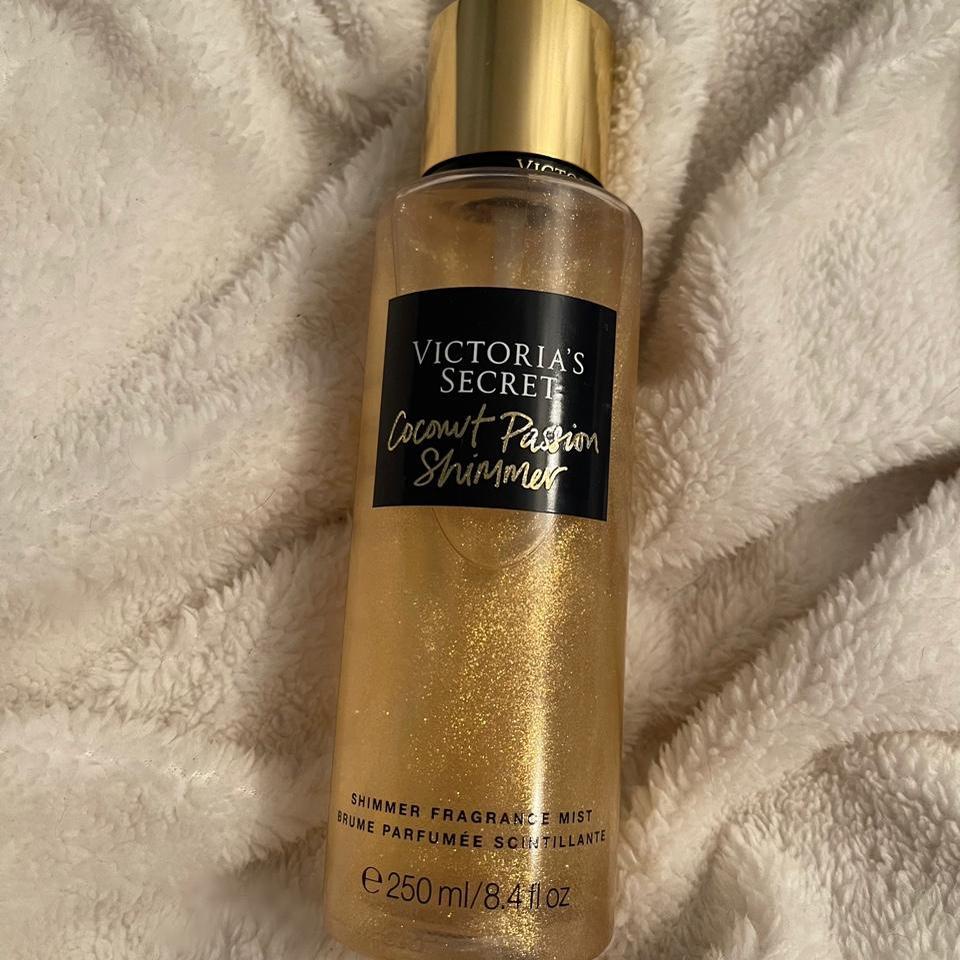 VICTORIA'S
SECRET
Coconut Passion
Shimmer
SHIMMER FRAGRANCE MIST
BRUME PARFUMÉE SCINTILLANTE
℮250 ml/8.4 fl oz